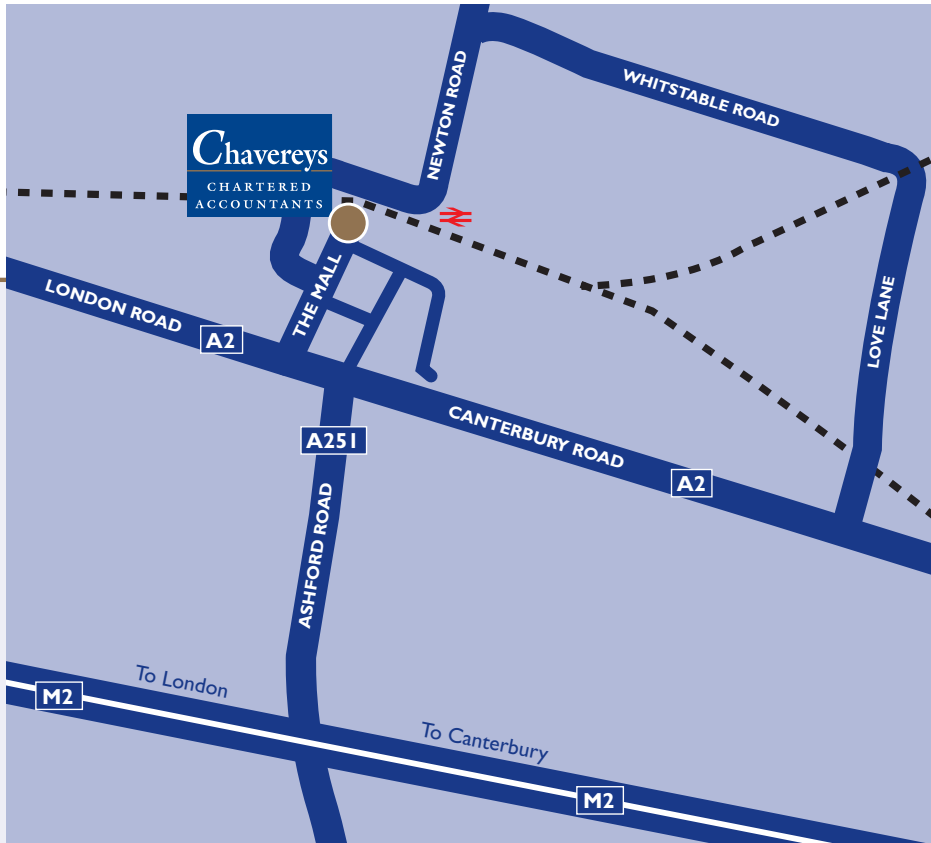 NEWTON ROAD
WHITSTABLE ROAD
Chavereys
CHARTERED
ACCOUNTANTS
THE MALL
LONDON ROAD
A2
LOVE LANE
CANTERBURY ROAD
A251
A2
ASHFORD ROAD
To London
M2
To Canterbury
M2